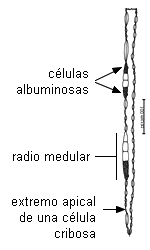 células
albuminosas
radio medular
extremo apical
de una célula
cribosa